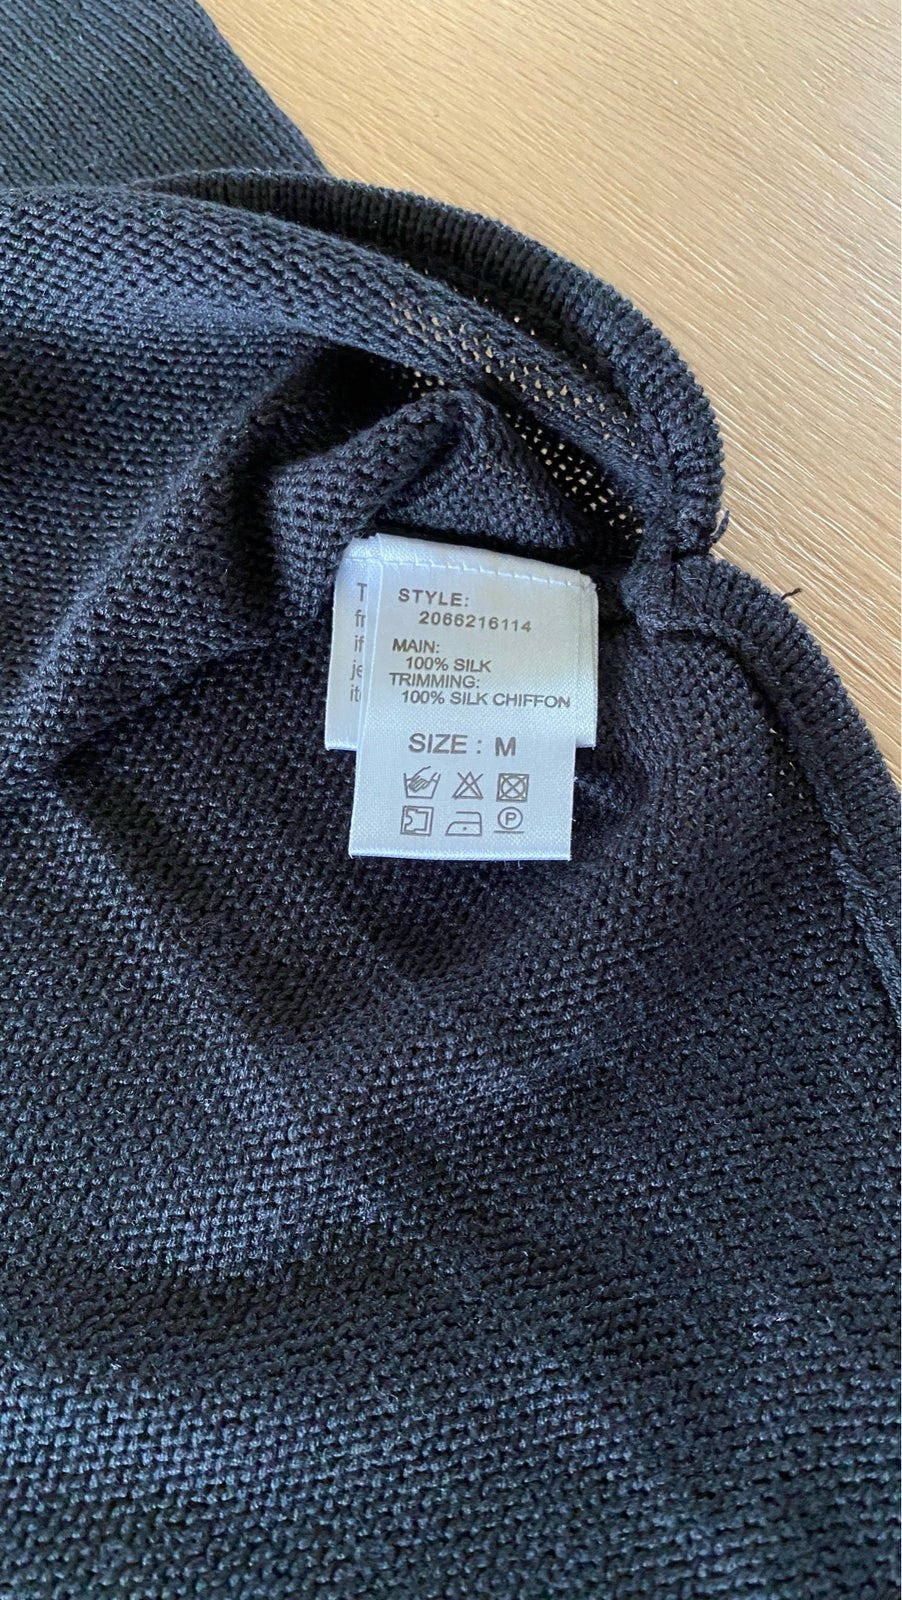 STYLE:
2066216114
MAIN:
100% SILK
TRIMMING:
100% SILK CHIFFON
SIZE : M
P